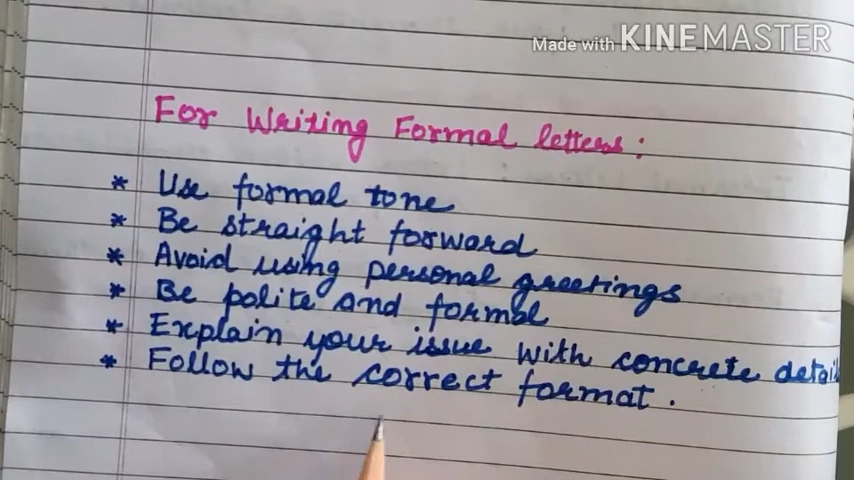 Made with KINEMASTER
For Writing Formal letters:
* Use formal tone
* Be straight forward
* Avoid using personal greetings
* Be polite and formal
* Explain your issue with concrete detail
* Follow the correct format.